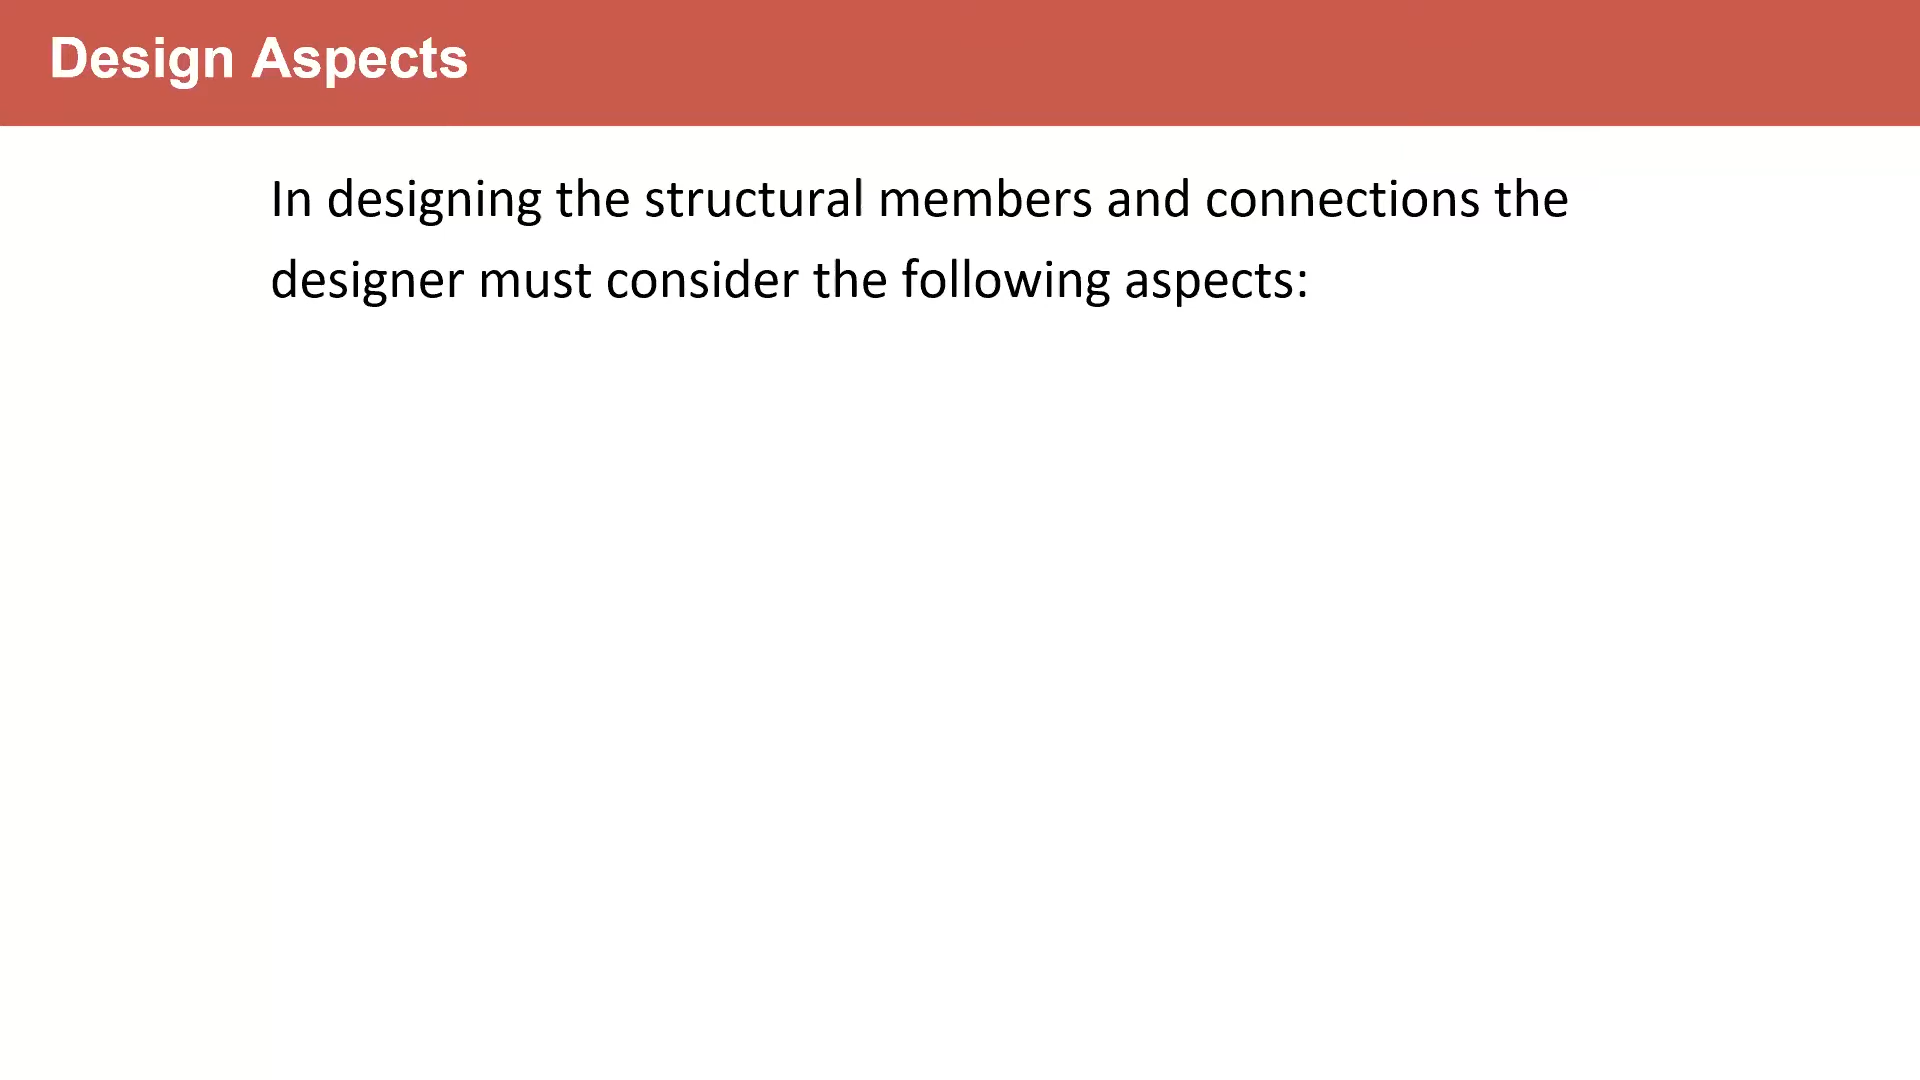 Design Aspects
In designing the structural members and connections the
designer must consider the following aspects: